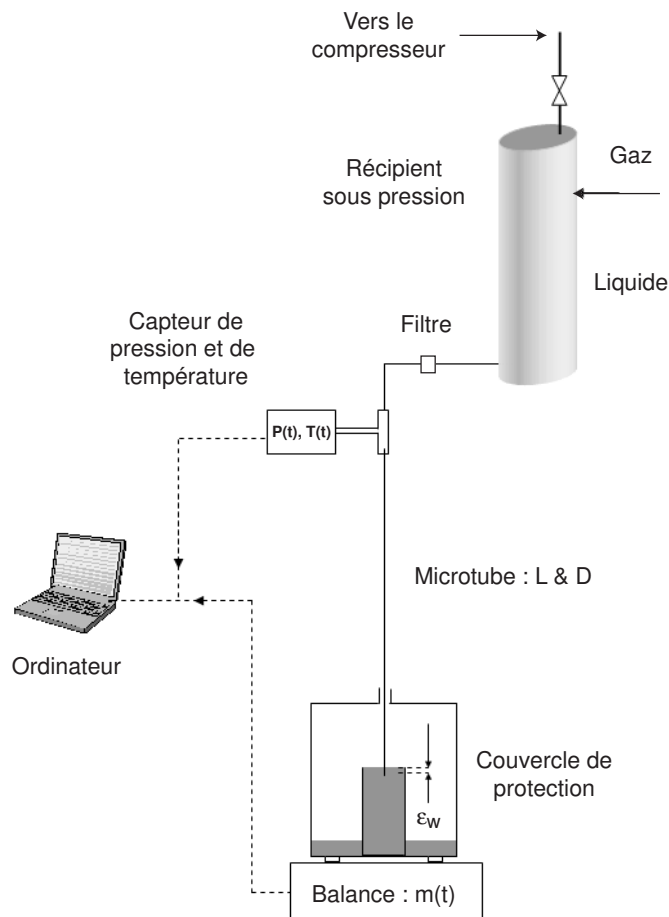 Vers le
compresseur
Récipient
sous pression
Gaz
Liquide
Filtre
Capteur de
pression et de
température
P(t), T(t)
Microtube : L & D
Ordinateur
Couvercle de
protection
εw
Balance : m(t)